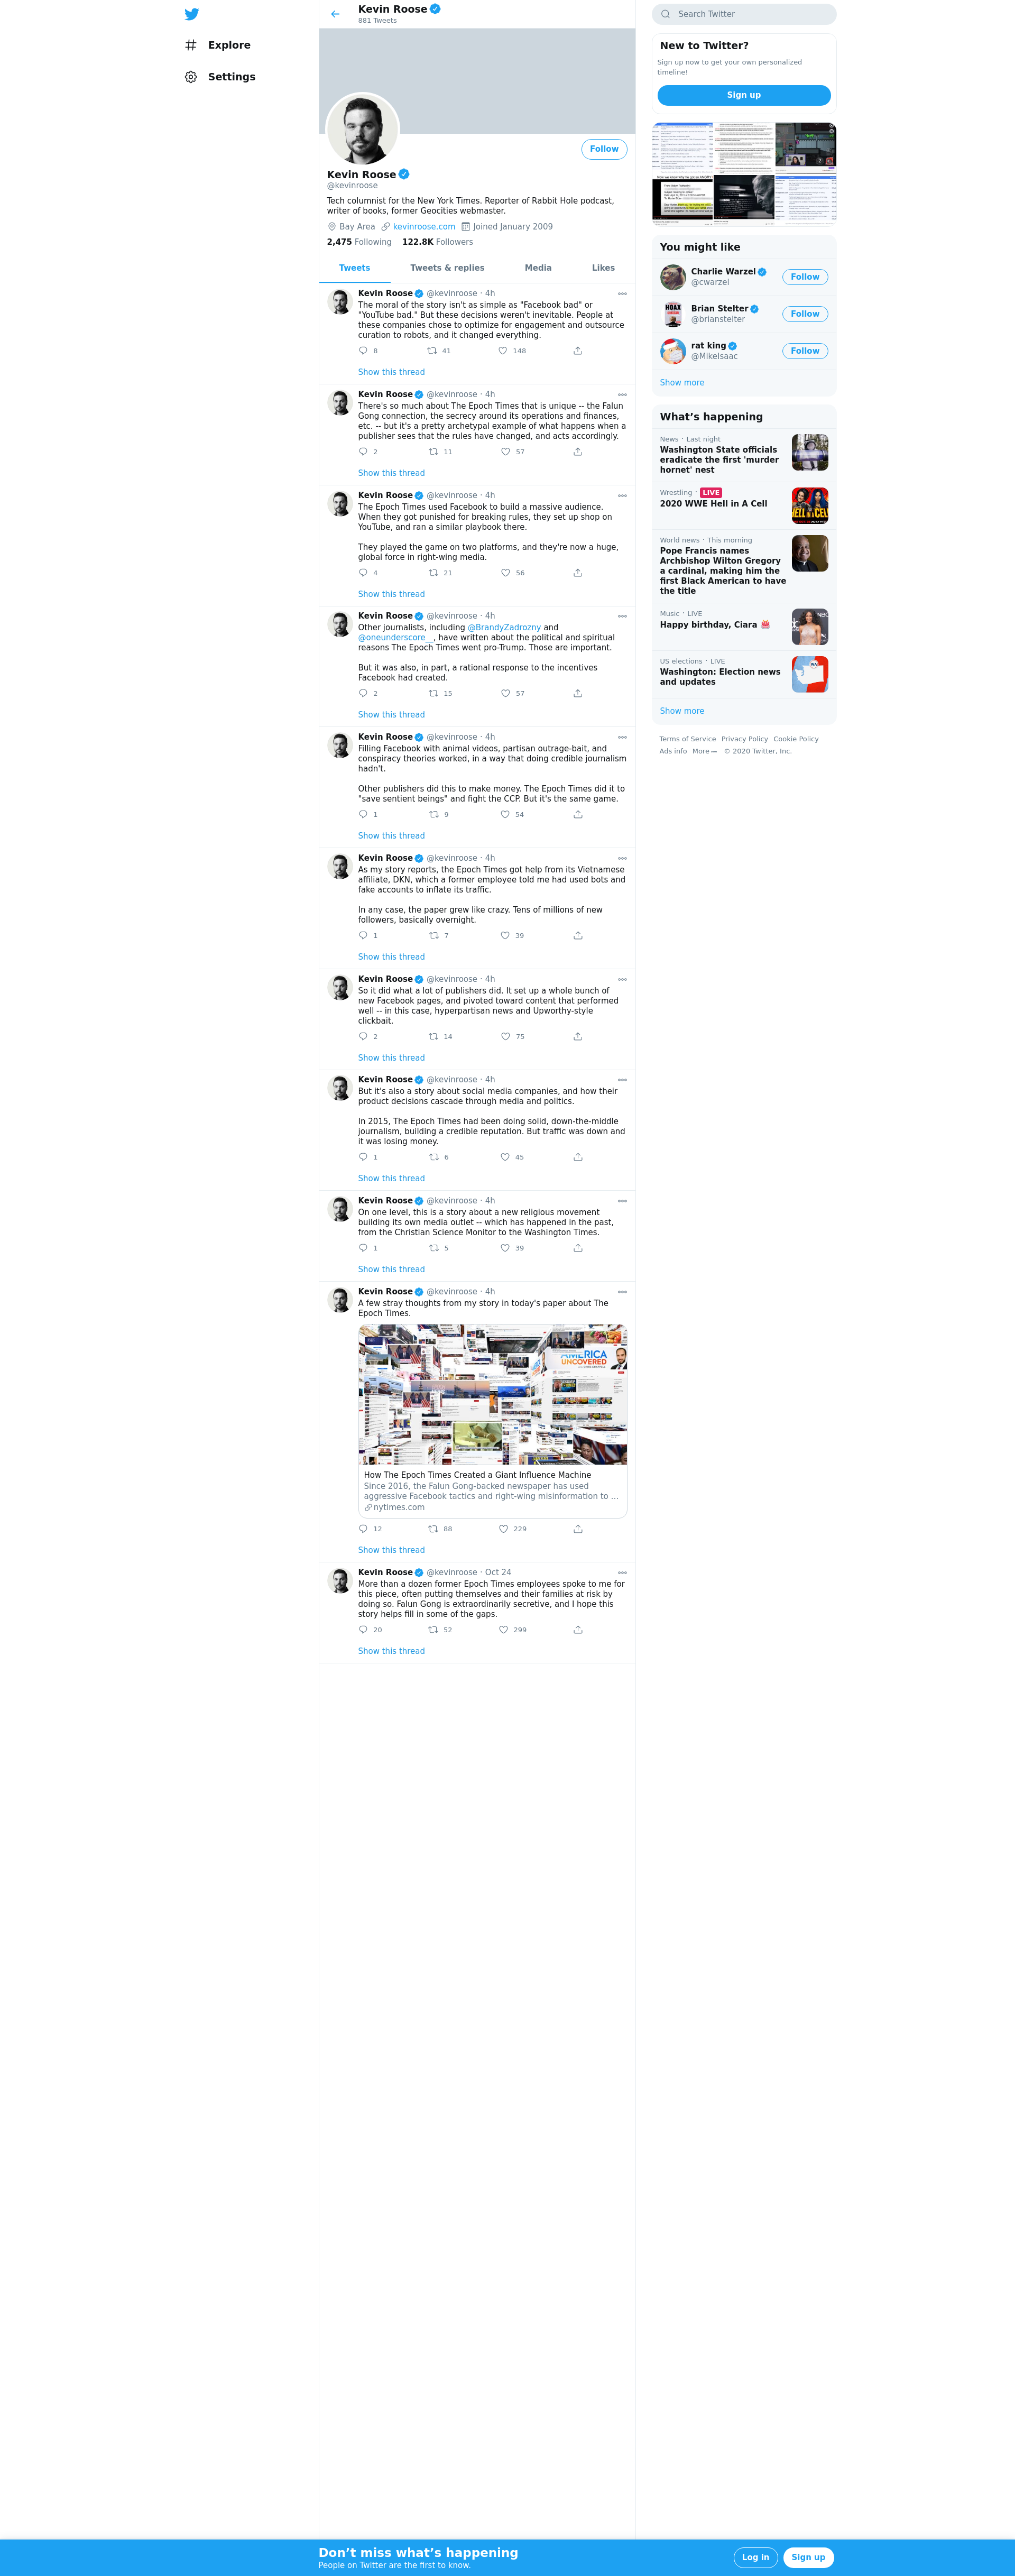 Explore
Settings
Kevin Roose
881 Tweets
Follow
Kevin Roose
@kevinroose
Tech columnist for the New York Times. Reporter of Rabbit Hole podcast,
writer of books, former Geocities webmaster.
Bay Area kevinroose.com Joined January 2009
2,475 Following 122.8K Followers
Tweets Tweets & replies Media Likes
Kevin Roose @kevinroose · 4h
The moral of the story isn't as simple as "Facebook bad" or
"YouTube bad." But these decisions weren't inevitable. People at
these companies chose to optimize for engagement and outsource
curation to robots, and it changed everything.
8 41 148
Show this thread
Kevin Roose @kevinroose · 4h
There's so much about The Epoch Times that is unique -- the Falun
Gong connection, the secrecy around its operations and finances,
etc. -- but it's a pretty archetypal example of what happens when a
publisher sees that the rules have changed, and acts accordingly.
2 11 57
Show this thread
Kevin Roose @kevinroose · 4h
The Epoch Times used Facebook to build a massive audience.
When they got punished for breaking rules, they set up shop on
YouTube, and ran a similar playbook there.
They played the game on two platforms, and they're now a huge,
global force in right-wing media.
4 21 56
Show this thread
Kevin Roose @kevinroose · 4h
Other journalists, including @BrandyZadrozny and
@oneunderscore__, have written about the political and spiritual
reasons The Epoch Times went pro-Trump. Those are important.
But it was also, in part, a rational response to the incentives
Facebook had created.
2 15 57
Show this thread
Kevin Roose @kevinroose · 4h
Filling Facebook with animal videos, partisan outrage-bait, and
conspiracy theories worked, in a way that doing credible journalism
hadn't.
Other publishers did this to make money. The Epoch Times did it to
"save sentient beings" and fight the CCP. But it's the same game.
1 9 54
Show this thread
Kevin Roose @kevinroose · 4h
As my story reports, the Epoch Times got help from its Vietnamese
affiliate, DKN, which a former employee told me had used bots and
fake accounts to inflate its traffic.
In any case, the paper grew like crazy. Tens of millions of new
followers, basically overnight.
1 7 39
Show this thread
Kevin Roose @kevinroose · 4h
So it did what a lot of publishers did. It set up a whole bunch of
new Facebook pages, and pivoted toward content that performed
well -- in this case, hyperpartisan news and Upworthy-style
clickbait.
2 14 75
Show this thread
Kevin Roose @kevinroose · 4h
But it's also a story about social media companies, and how their
product decisions cascade through media and politics.
In 2015, The Epoch Times had been doing solid, down-the-middle
journalism, building a credible reputation. But traffic was down and
it was losing money.
1 6 45
Show this thread
Kevin Roose @kevinroose · 4h
On one level, this is a story about a new religious movement
building its own media outlet -- which has happened in the past,
from the Christian Science Monitor to the Washington Times.
1 5 39
Show this thread
Kevin Roose @kevinroose · 4h
A few stray thoughts from my story in today's paper about The
Epoch Times.
AMERICA
UNCOVERED
How The Epoch Times Created a Giant Influence Machine
Since 2016, the Falun Gong-backed newspaper has used
aggressive Facebook tactics and right-wing misinformation to ...
nytimes.com
12 88 229
Show this thread
Kevin Roose @kevinroose · Oct 24
More than a dozen former Epoch Times employees spoke to me for
this piece, often putting themselves and their families at risk by
doing so. Falun Gong is extraordinarily secretive, and I hope this
story helps fill in some of the gaps.
20 52 299
Show this thread
Search Twitter
New to Twitter?
Sign up now to get your own personalized
timeline!
Sign up
You might like
Charlie Warzel
@cwarzel
Follow
HOAX
Brian Stelter
@brianstelter
Follow
rat king
@MikeIsaac
Follow
Show more
What's happening
News · Last night
Washington State officials
eradicate the first 'murder
hornet' nest
Wrestling · LIVE
2020 WWE Hell in A Cell
HELL IN A CELL
World news · This morning
Pope Francis names
Archbishop Wilton Gregory
a cardinal, making him the
first Black American to have
the title
Music · LIVE
Happy birthday, Ciara 🎂
US elections · LIVE
Washington: Election news
and updates
Show more
Terms of Service Privacy Policy Cookie Policy
Ads info More © 2020 Twitter, Inc.
Don't miss what's happening
People on Twitter are the first to know.
Log in Sign up